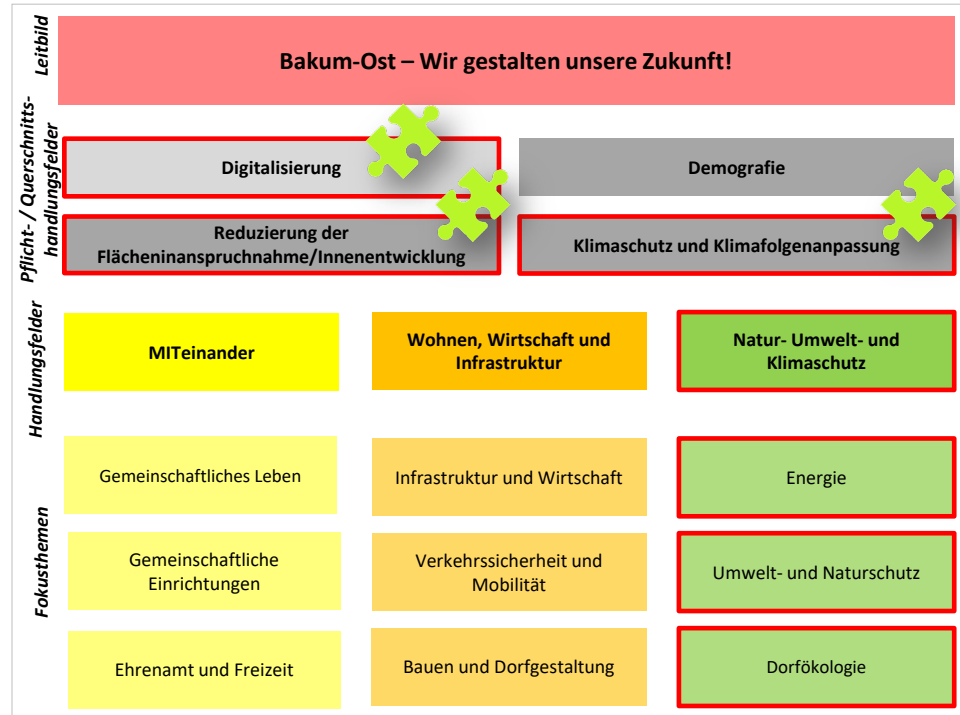 Leitbild
Bakum-Ost – Wir gestalten unsere Zukunft!
Pflicht- / Querschnitts-
handlungsfelder
Digitalisierung
Demografie
Reduzierung der
Flächeninanspruchnahme/Innenentwicklung
Klimaschutz und Klimafolgenanpassung
Handlungsfelder
MITeinander
Wohnen, Wirtschaft und
Infrastruktur
Natur- Umwelt- und
Klimaschutz
Fokusthemen
Gemeinschaftliches Leben
Infrastruktur und Wirtschaft
Energie
Gemeinschaftliche
Einrichtungen
Verkehrssicherheit und
Mobilität
Umwelt- und Naturschutz
Ehrenamt und Freizeit
Bauen und Dorfgestaltung
Dorfökologie